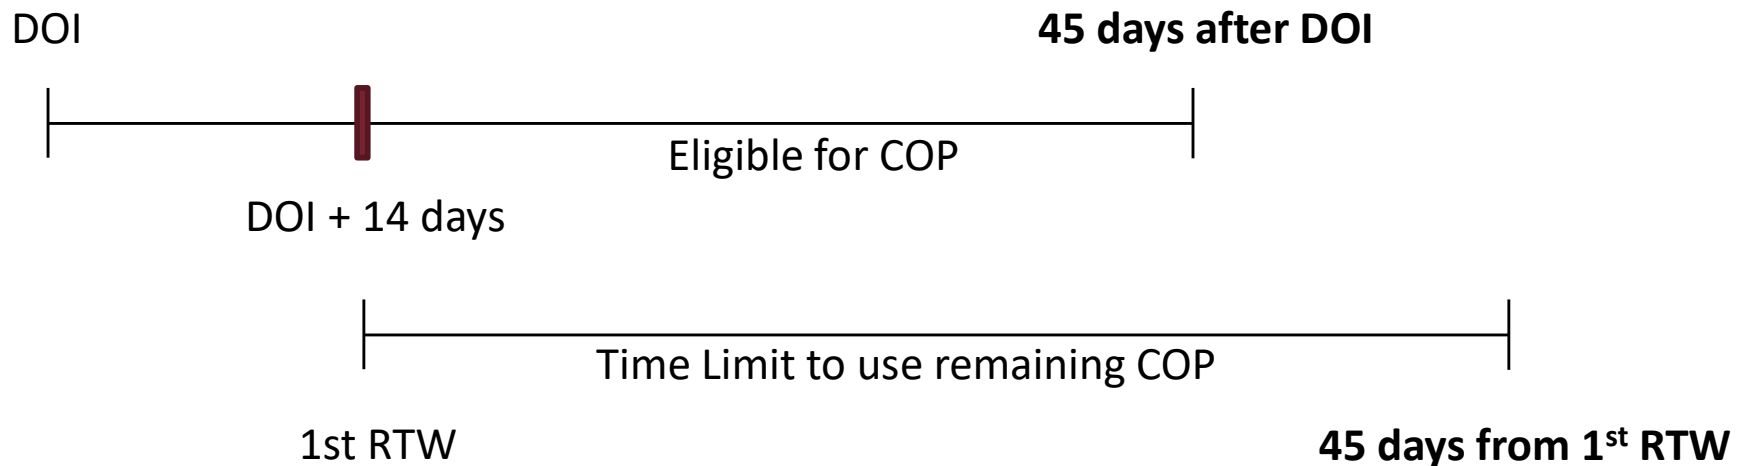 DOI
45 days after DOI
Eligible for COP
DOI + 14 days
Time Limit to use remaining COP
1st RTW
45 days from 1st RTW